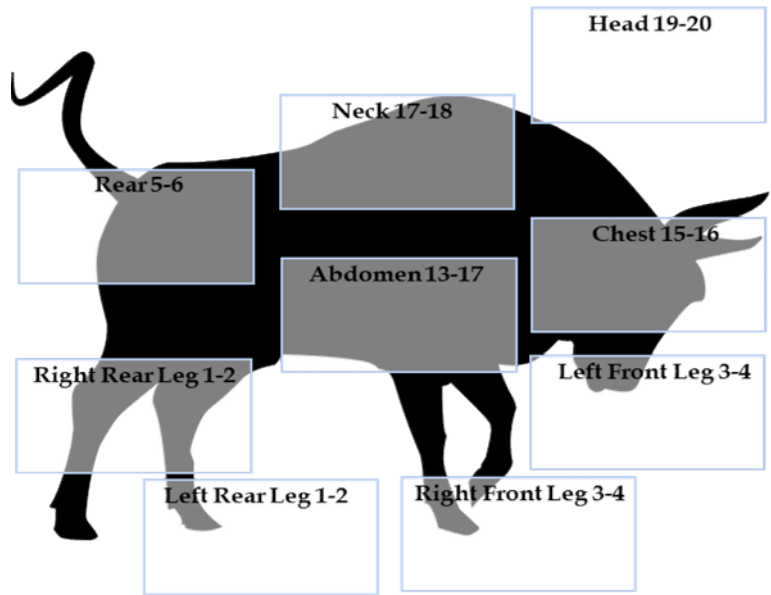 Head 19-20
Neck 17-18
Rear 5-6
Chest 15-16
Abdomen 13-17
Right Rear Leg 1-2
Left Front Leg 3-4
Left Rear Leg 1-2
Right Front Leg 3-4